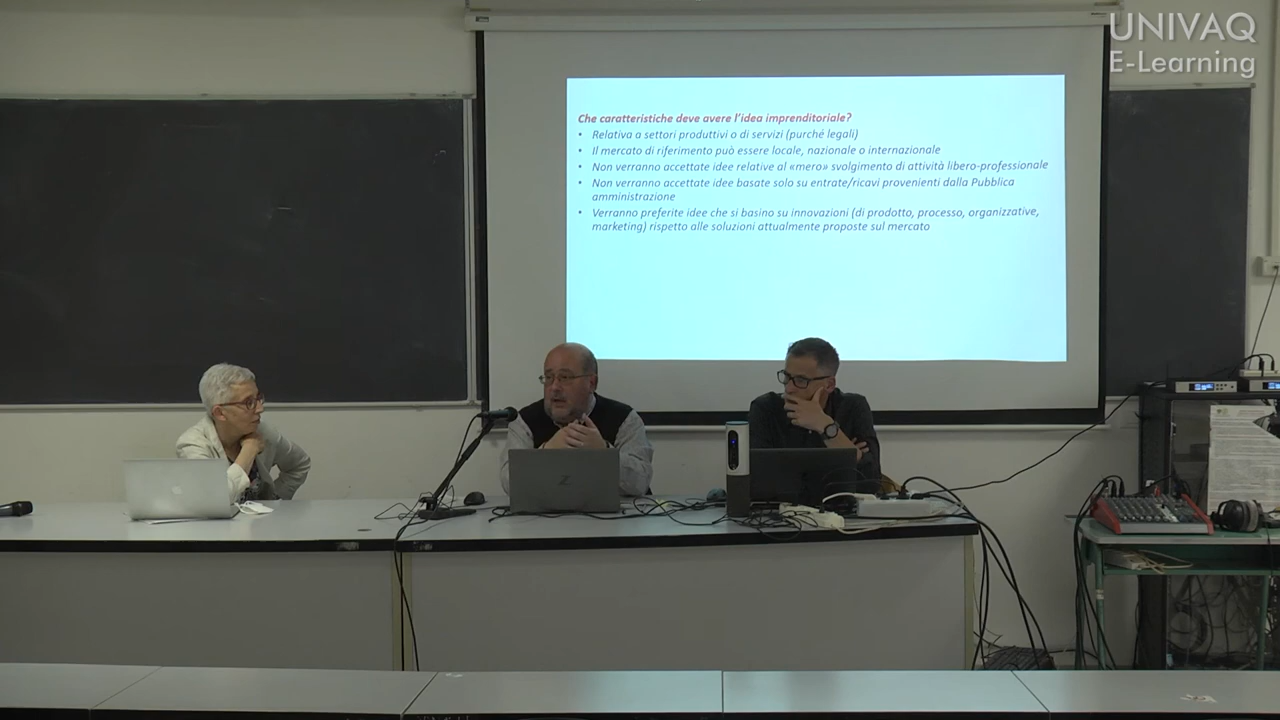 UNIVAQ
E-Learning
Che caratteristiche deve avere l'idea imprenditoriale?
• Relativa a settori produttivi o di servizi (purché legali)
• Il mercato di riferimento può essere locale, nazionale o internazionale
• Non verranno accettate idee relative al «mero» svolgimento di attività libero-professionale
• Non verranno accettate idee basate solo su entrate/ricavi provenienti dalla Pubblica
amministrazione
• Verranno preferite idee che si basino su innovazioni (di prodotto, processo, organizzative,
marketing) rispetto alle soluzioni attualmente proposte sul mercato